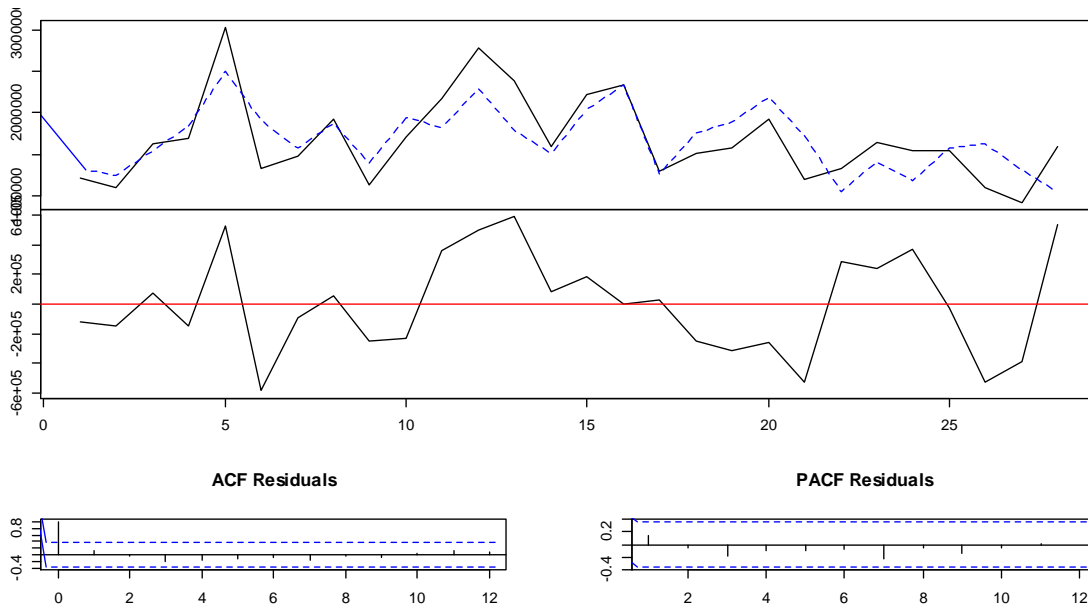 3000000
2000000
6e+05
2e+05
-2e+05
-6e+05
0 5 10 15 20 25
ACF Residuals
PACF Residuals
0.8
-0.4
0 2 4 6 8 10 12
0.2
-0.4
2 4 6 8 10 12